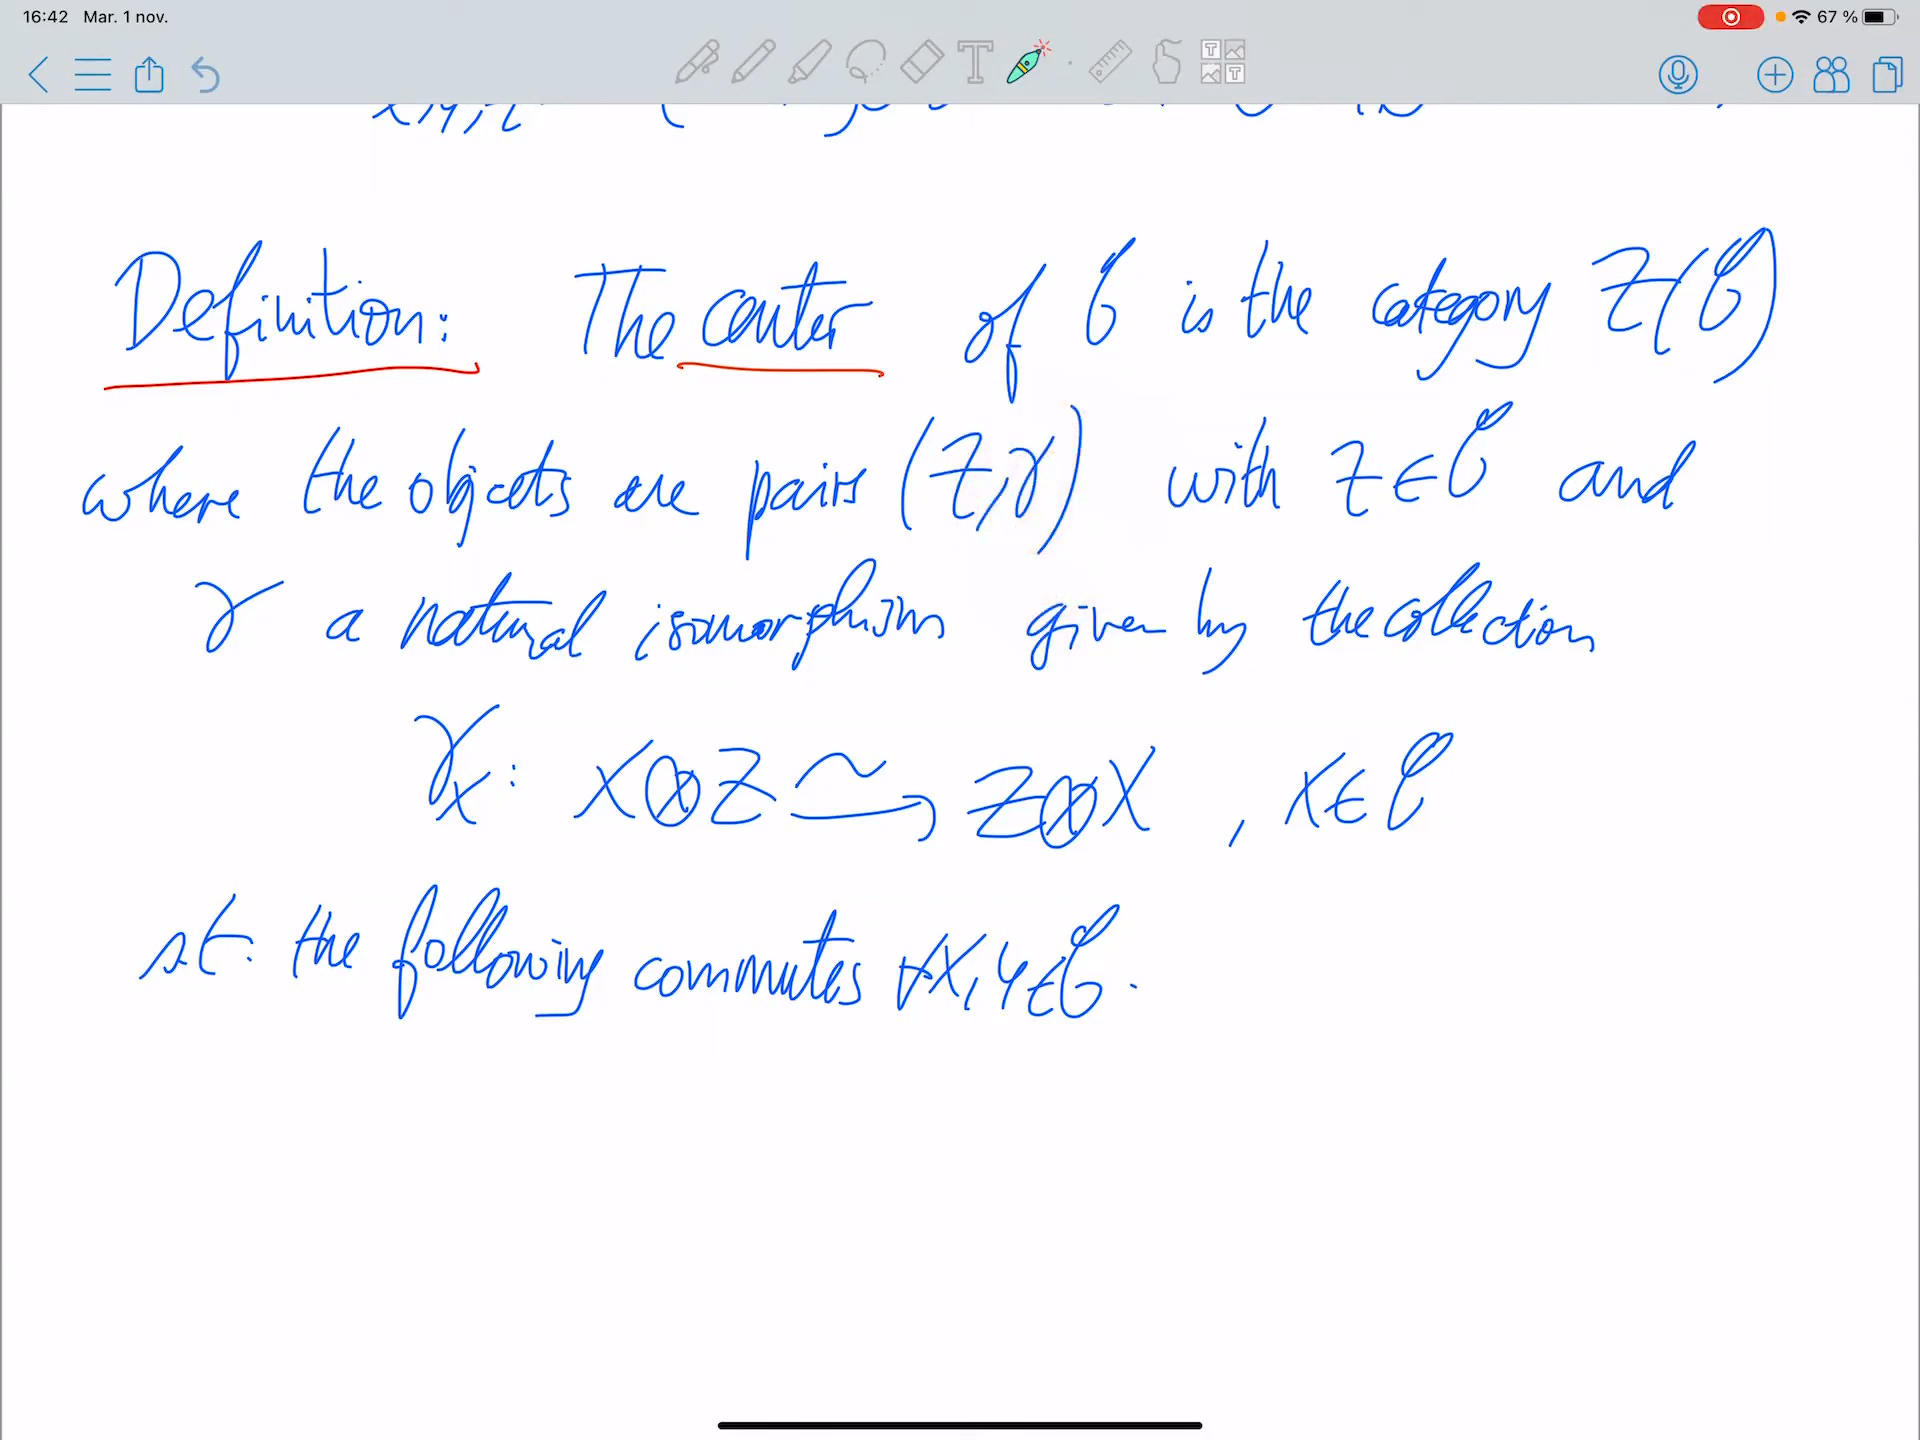 16:42 Mar. 1 nov. 67 %
Definition: The center of 𝒞 is the category Z(𝒞)
where the objects are pairs (Z,γ) with Z∈𝒞 and
γ a natural isomorphism given by the collection
γ_X : X⊗Z ⥲ Z⊗X , X∈𝒞
st. the following commutes ∀X,Y∈𝒞.